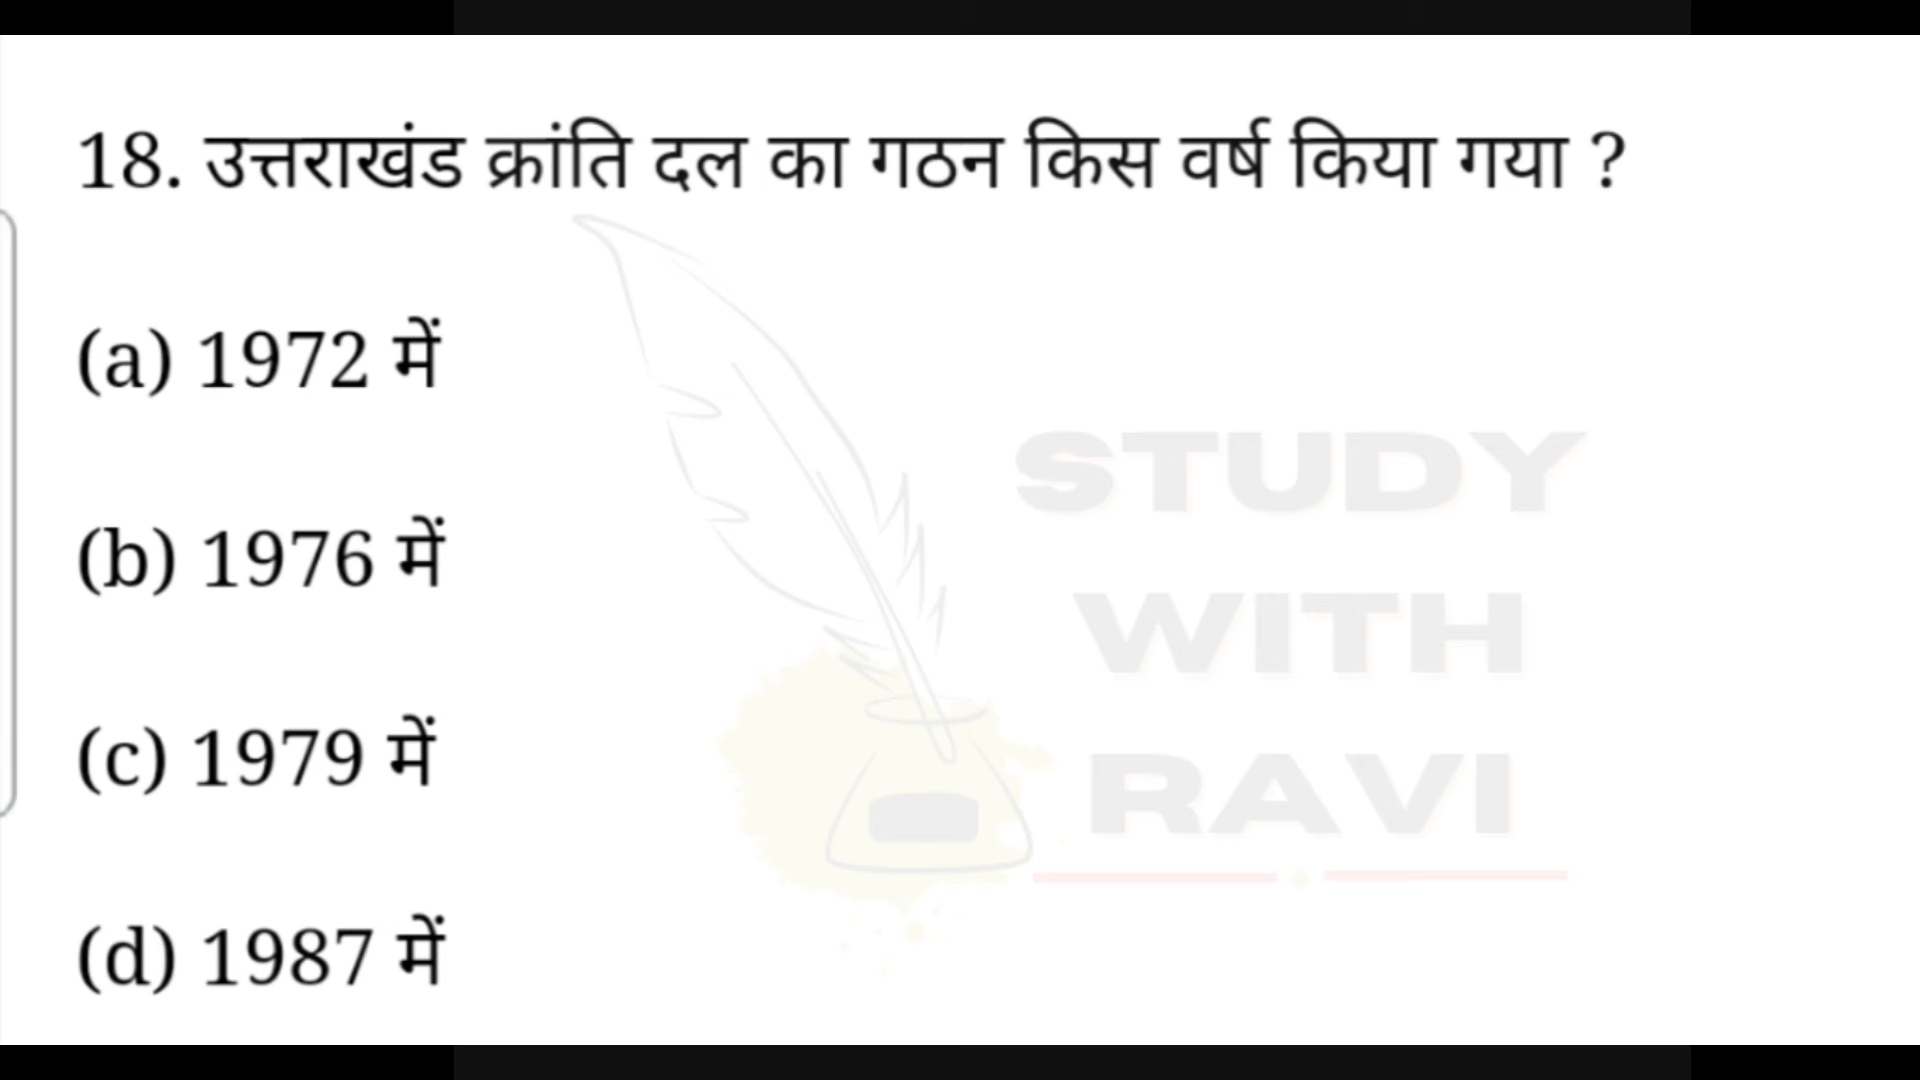 18. उत्तराखंड क्रांति दल का गठन किस वर्ष किया गया ?
(a) 1972 में
(b) 1976 में
(c) 1979 में
(d) 1987 में
STUDY
WITH
RAVI